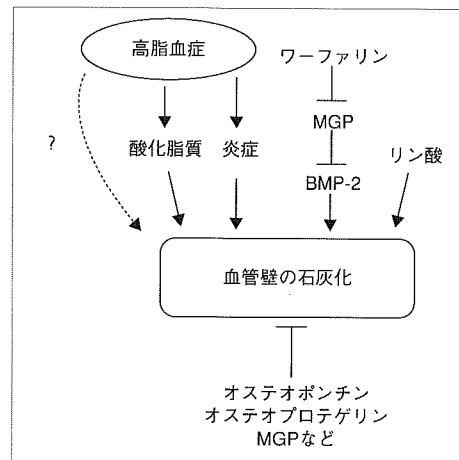 高脂血症
ワーファリン
?
酸化脂質
炎症
MGP
BMP-2
リン酸
血管壁の石灰化
オステオポンチン
オステオプロテゲリン
MGPなど